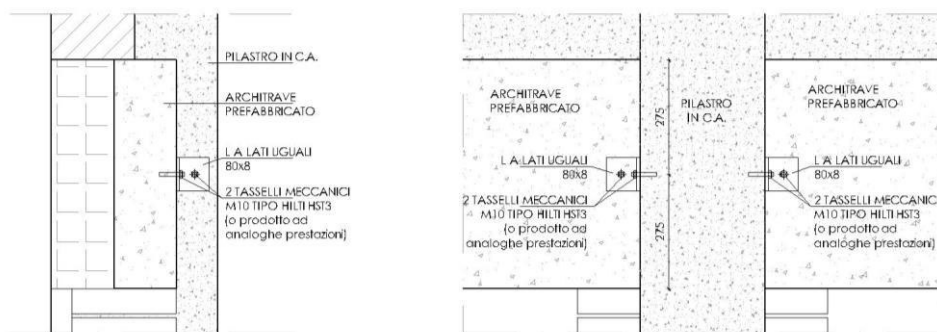 PILASTRO IN C.A.
ARCHITRAVE
PREFABBRICATO
L A LATI UGUALI
80x8
2 TASSELLI MECCANICI
M10 TIPO HILTI HST3
(o prodotto ad
analoghe prestazioni)
ARCHITRAVE
PREFABBRICATO
L A LATI UGUALI
80x8
2 TASSELLI MECCANICI
M10 TIPO HILTI HST3
(o prodotto ad
analoghe prestazioni)
275
275
PILASTRO
IN C.A.
ARCHITRAVE
PREFABBRICATO
L A LATI UGUALI
80x8
2 TASSELLI MECCANICI
M10 TIPO HILTI HST3
(o prodotto ad
analoghe prestazioni)